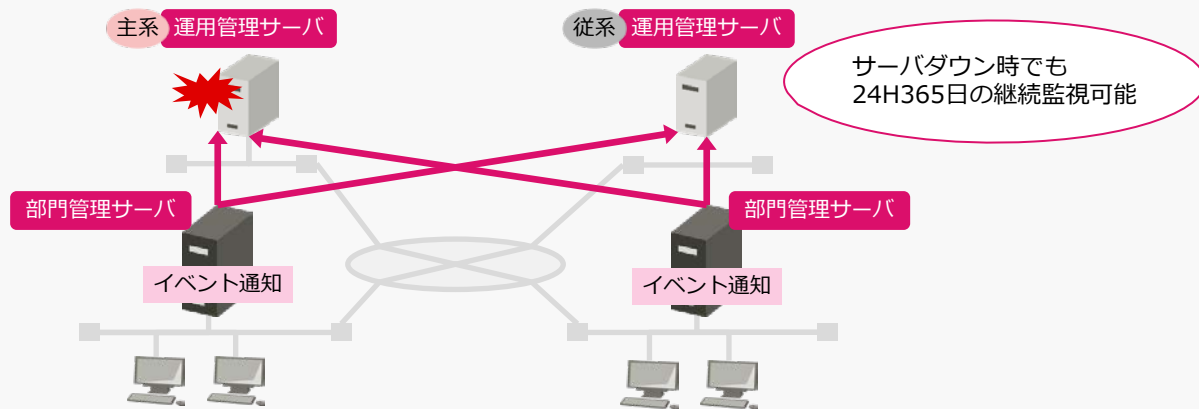 主系 運用管理サーバ
従系 運用管理サーバ
サーバダウン時でも
24H365日の継続監視可能
部門管理サーバ
部門管理サーバ
イベント通知
イベント通知